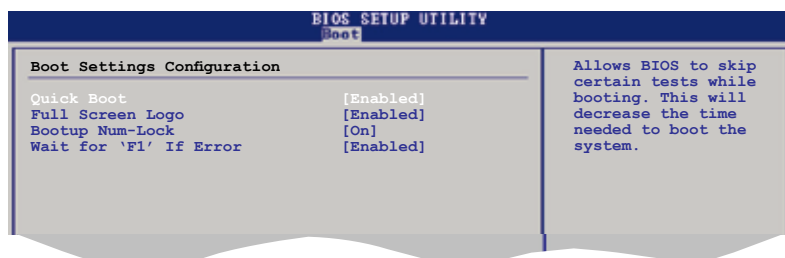 BIOS SETUP UTILITY
Boot
Boot Settings Configuration
Quick Boot [Enabled]
Full Screen Logo [Enabled]
Bootup Num-Lock [On]
Wait for ‘F1’ If Error [Enabled]
Allows BIOS to skip
certain tests while
booting. This will
decrease the time
needed to boot the
system.